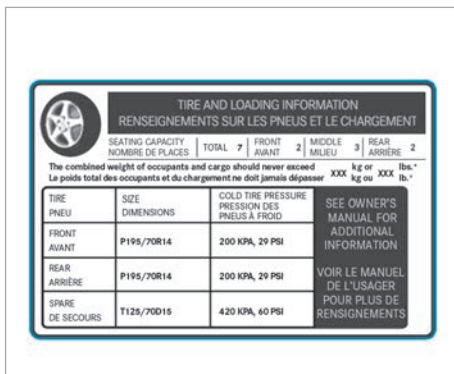 TIRE AND LOADING INFORMATION
RENSEIGNEMENTS SUR LES PNEUS ET LE CHARGEMENT
SEATING CAPACITY
NOMBRE DE PLACES
TOTAL 7
FRONT
AVANT 2
MIDDLE
MILIEU 3
REAR
ARRIÈRE 2
The combined weight of occupants and cargo should never exceed XXX kg or XXX lbs.*
Le poids total des occupants et du chargement ne doit jamais dépasser XXX kg ou XXX lb.*
TIRE
PNEU
SIZE
DIMENSIONS
COLD TIRE PRESSURE
PRESSION DES
PNEUS À FROID
FRONT
AVANT
P195/70R14
200 KPA, 29 PSI
REAR
ARRIÈRE
P195/70R14
200 KPA, 29 PSI
SPARE
DE SECOURS
T125/70D15
420 KPA, 60 PSI
SEE OWNER'S
MANUAL FOR
ADDITIONAL
INFORMATION
VOIR LE MANUEL
DE L'USAGER
POUR PLUS DE
RENSIGNEMENTS